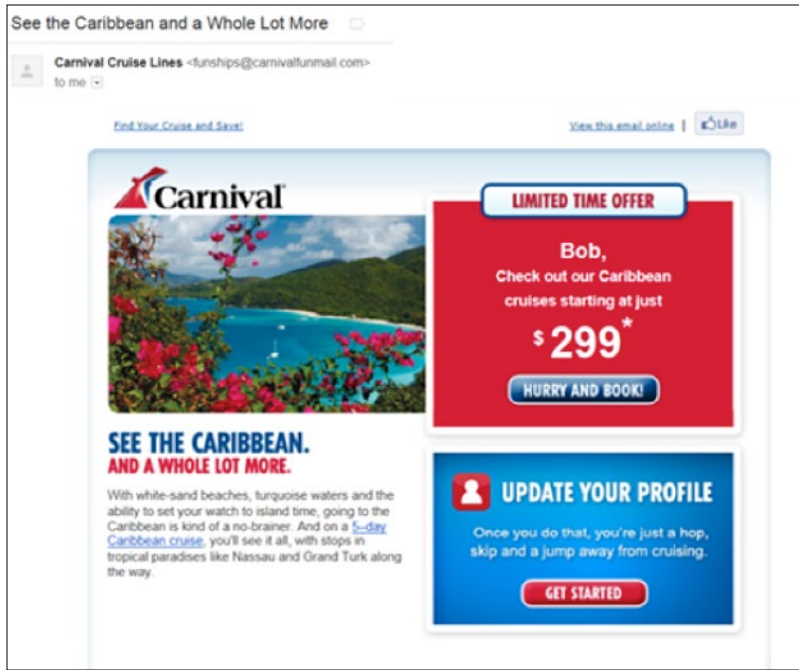 See the Caribbean and a Whole Lot More
Carnival Cruise Lines <funships@carnivalfunmail.com>
to me
Find Your Cruise and Save!
View this email online | Like
Carnival
LIMITED TIME OFFER
Bob,
Check out our Caribbean
cruises starting at just
$299*
HURRY AND BOOK!
SEE THE CARIBBEAN.
AND A WHOLE LOT MORE.
With white-sand beaches, turquoise waters and the
ability to set your watch to island time, going to the
Caribbean is kind of a no-brainer. And on a 5-day
Caribbean cruise, you'll see it all, with stops in
tropical paradises like Nassau and Grand Turk along
the way.
UPDATE YOUR PROFILE
Once you do that, you're just a hop,
skip and a jump away from cruising.
GET STARTED